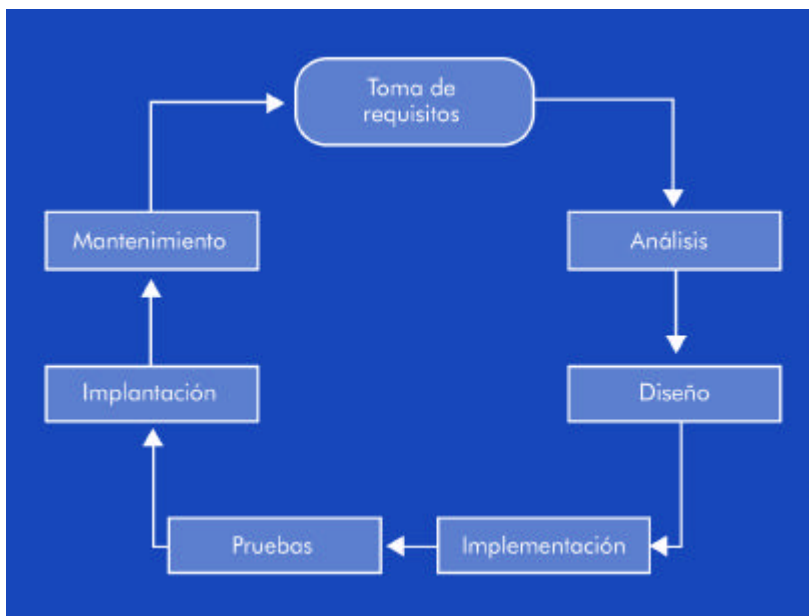 Toma de
requisitos
Mantenimiento
Análisis
Implantación
Diseño
Pruebas
Implementación